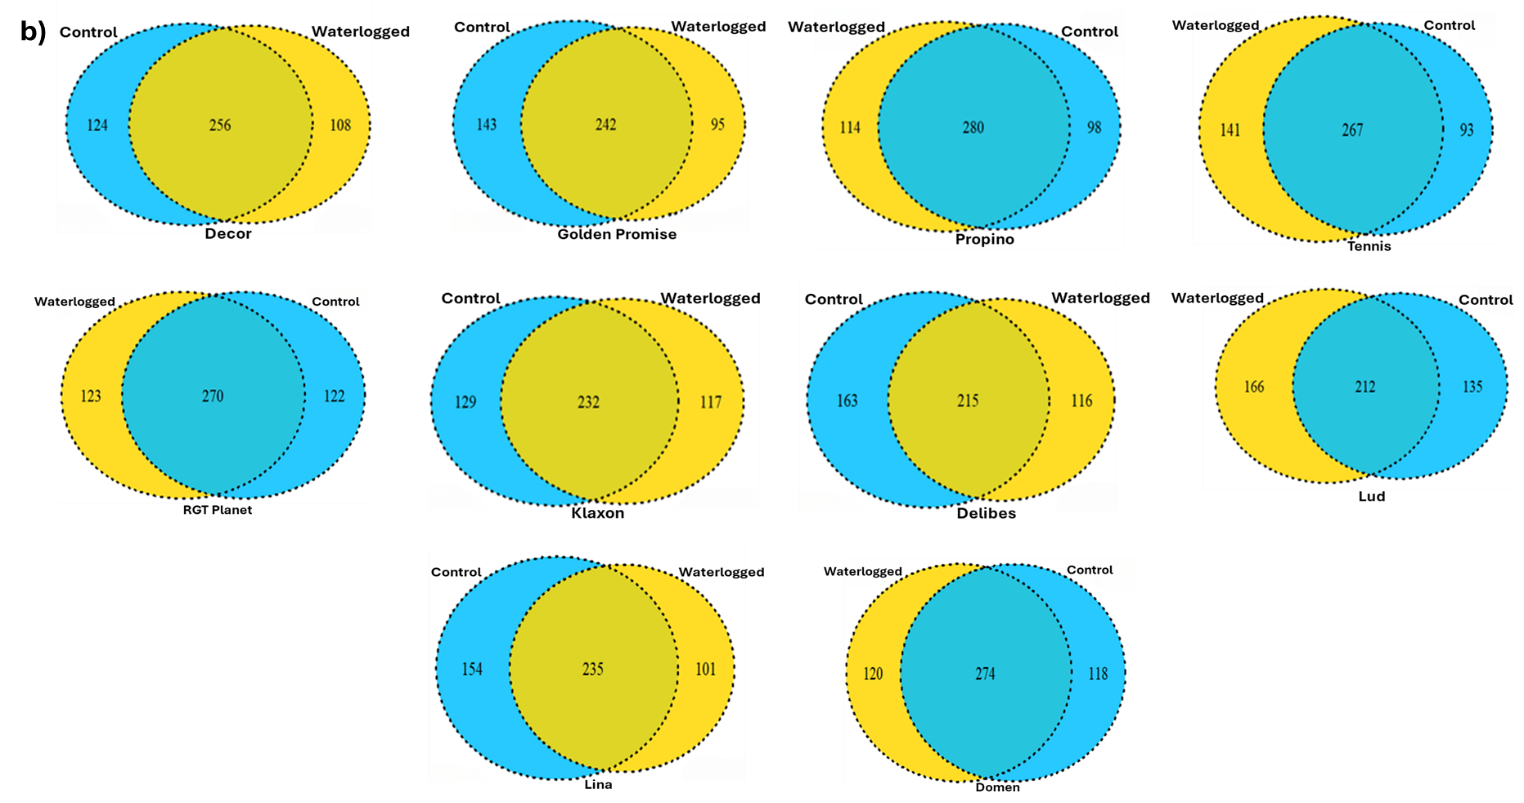 b)
Control
Waterlogged
124
256
108
Decor
Control
Waterlogged
143
242
95
Golden Promise
Waterlogged
Control
114
280
98
Propino
Waterlogged
Control
141
267
93
Tennis
Waterlogged
Control
123
270
122
RGT Planet
Control
Waterlogged
129
232
117
Klaxon
Control
Waterlogged
163
215
116
Delibes
Waterlogged
Control
166
212
135
Lud
Control
Waterlogged
154
235
101
Lina
Waterlogged
Control
120
274
118
Domen